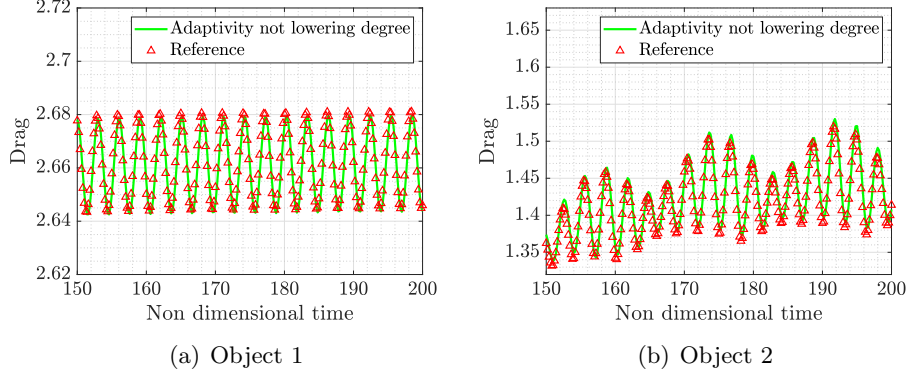 2.72
2.7
2.68
2.66
2.64
2.62
Drag
150 160 170 180 190 200
Non dimensional time
Adaptivity not lowering degree
Reference
(a) Object 1
1.65
1.6
1.55
1.5
1.45
1.4
1.35
Drag
150 160 170 180 190 200
Non dimensional time
Adaptivity not lowering degree
Reference
(b) Object 2